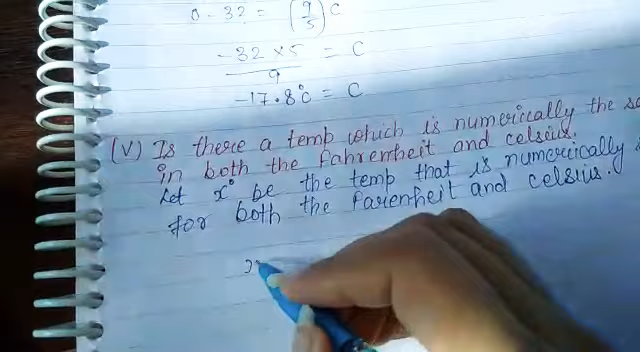 0 - 32 = (9/5) C
-32 × 5 / 9 = C
-17.8°C = C
(V) Is there a temp which is numerically the
in both the fahrenheit and celsius.
Let x° be the temp that is numerically
for both the farenheit and celsius.